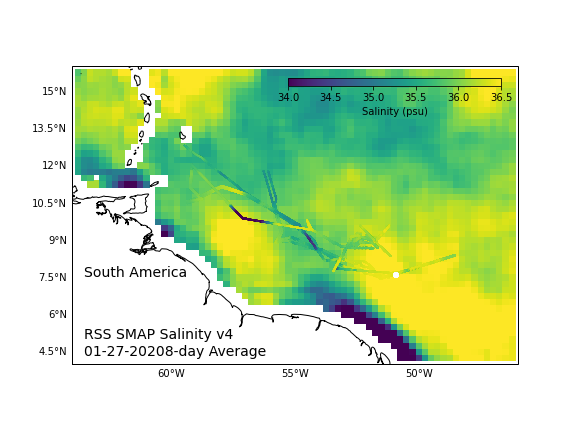 15°N
13.5°N
12°N
10.5°N
9°N
7.5°N
6°N
4.5°N
34.0 34.5 35.0 35.5 36.0 36.5
Salinity (psu)
South America
RSS SMAP Salinity v4
01-27-20208-day Average
60°W 55°W 50°W